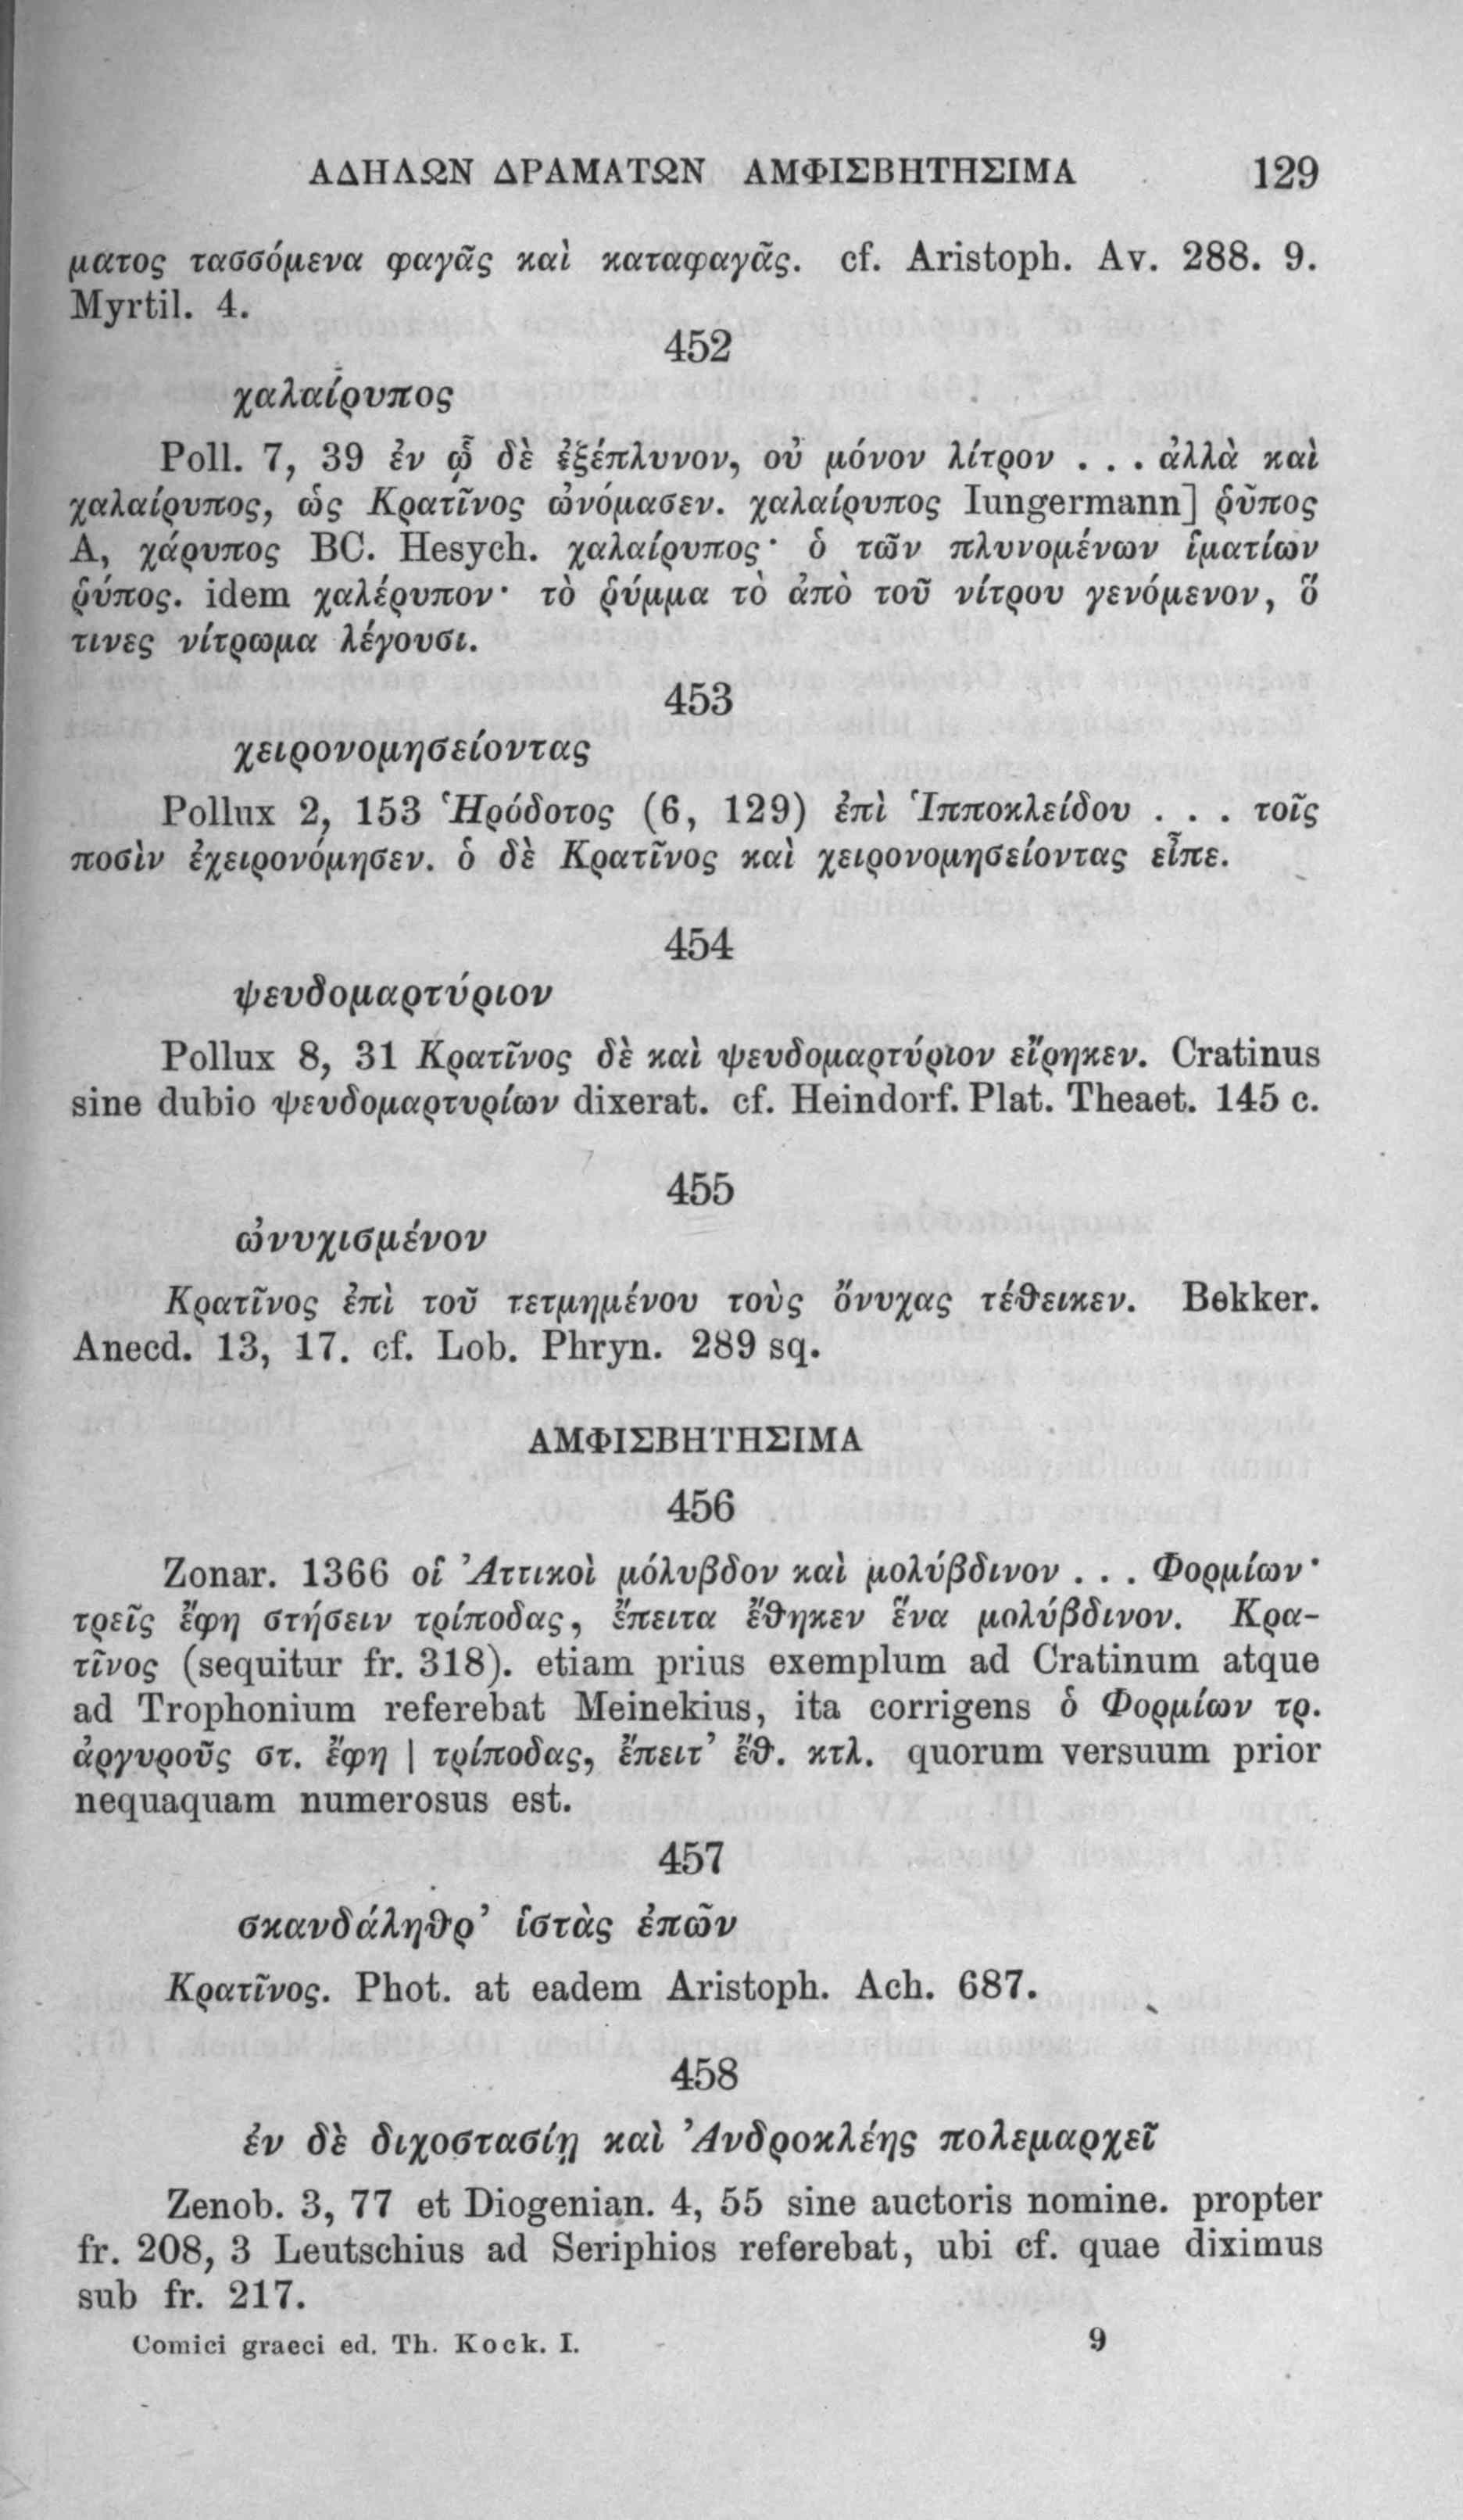 ΑΔΗΛΩΝ ΔΡΑΜΑΤΩΝ ΑΜΦΙΣΒΗΤΗΣΙΜΑ 129
ματος τασσόμενα φαγᾶς καὶ καταφαγᾶς. cf. Aristoph. Av. 288. 9.
Myrtil. 4.
452
χαλαίρυπος
Poll. 7, 39 ἐν ᾧ δὲ ἐξέπλυνον, οὐ μόνον λίτρον . . . ἀλλὰ καὶ
χαλαίρυπος, ὡς Κρατῖνος ὠνόμασεν. χαλαίρυπος Iungermann] ῥῦπος
A, χάρυπος BC. Hesych. χαλαίρυπος· ὁ τῶν πλυνομένων ἱματίων
ῥύπος. idem χαλέρυπον· τὸ ῥύμμα τὸ ἀπὸ τοῦ νίτρου γενόμενον, ὅ
τινες νίτρωμα λέγουσι.
453
χειρονομησείοντας
Pollux 2, 153 Ἡρόδοτος (6, 129) ἐπὶ Ἱπποκλείδου . . . τοῖς
ποσὶν ἐχειρονόμησεν. ὁ δὲ Κρατῖνος καὶ χειρονομησείοντας εἶπε.
454
ψευδομαρτύριον
Pollux 8, 31 Κρατῖνος δὲ καὶ ψευδομαρτύριον εἴρηκεν. Cratinus
sine dubio ψευδομαρτυρίων dixerat. cf. Heindorf. Plat. Theaet. 145 c.
455
ὠνυχισμένον
Κρατῖνος ἐπὶ τοῦ τετμημένου τοὺς ὄνυχας τέθεικεν. Bekker.
Anecd. 13, 17. cf. Lob. Phryn. 289 sq.
ΑΜΦΙΣΒΗΤΗΣΙΜΑ
456
Zonar. 1366 οἱ Ἀττικοὶ μόλυβδον καὶ μολύβδινον . . . Φορμίων·
τρεῖς ἔφη στήσειν τρίποδας, ἔπειτα ἔθηκεν ἕνα μολύβδινον. Κρα-
τῖνος (sequitur fr. 318). etiam prius exemplum ad Cratinum atque
ad Trophonium referebat Meinekius, ita corrigens ὁ Φορμίων τρ.
ἀργυροῦς στ. ἔφη | τρίποδας, ἔπειτ’ ἔθ. κτλ. quorum versuum prior
nequaquam numerosus est.
457
σκανδάληθρ’ ἱστὰς ἐπῶν
Κρατῖνος. Phot. at eadem Aristoph. Ach. 687.
458
ἐν δὲ διχοστασίῃ καὶ Ἀνδροκλέης πολεμαρχεῖ
Zenob. 3, 77 et Diogenian. 4, 55 sine auctoris nomine. propter
fr. 208, 3 Leutschius ad Seriphios referebat, ubi cf. quae diximus
sub fr. 217.
Comici graeci ed. Th. Kock. I. 9